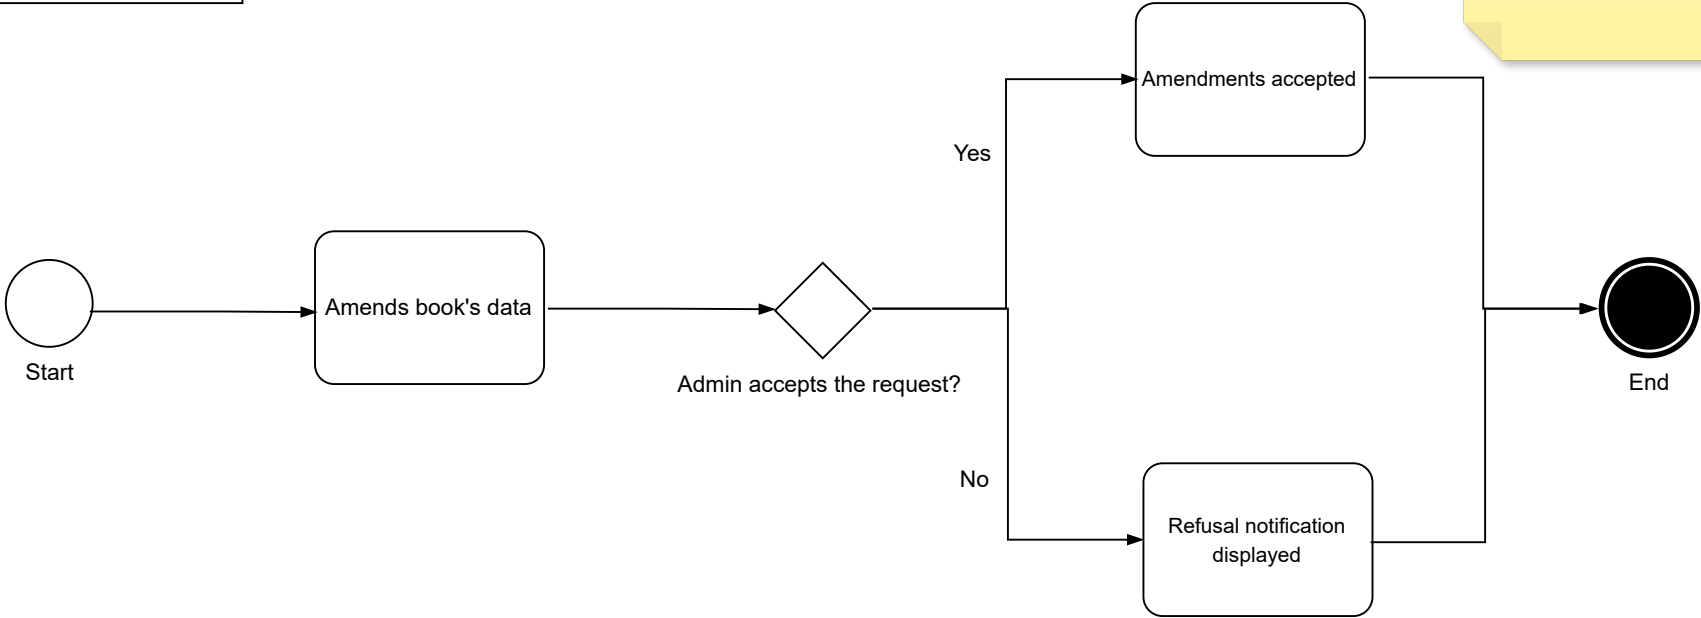 Amendments accepted
Yes
Amends book's data
Start
Admin accepts the request?
End
No
Refusal notification
displayed